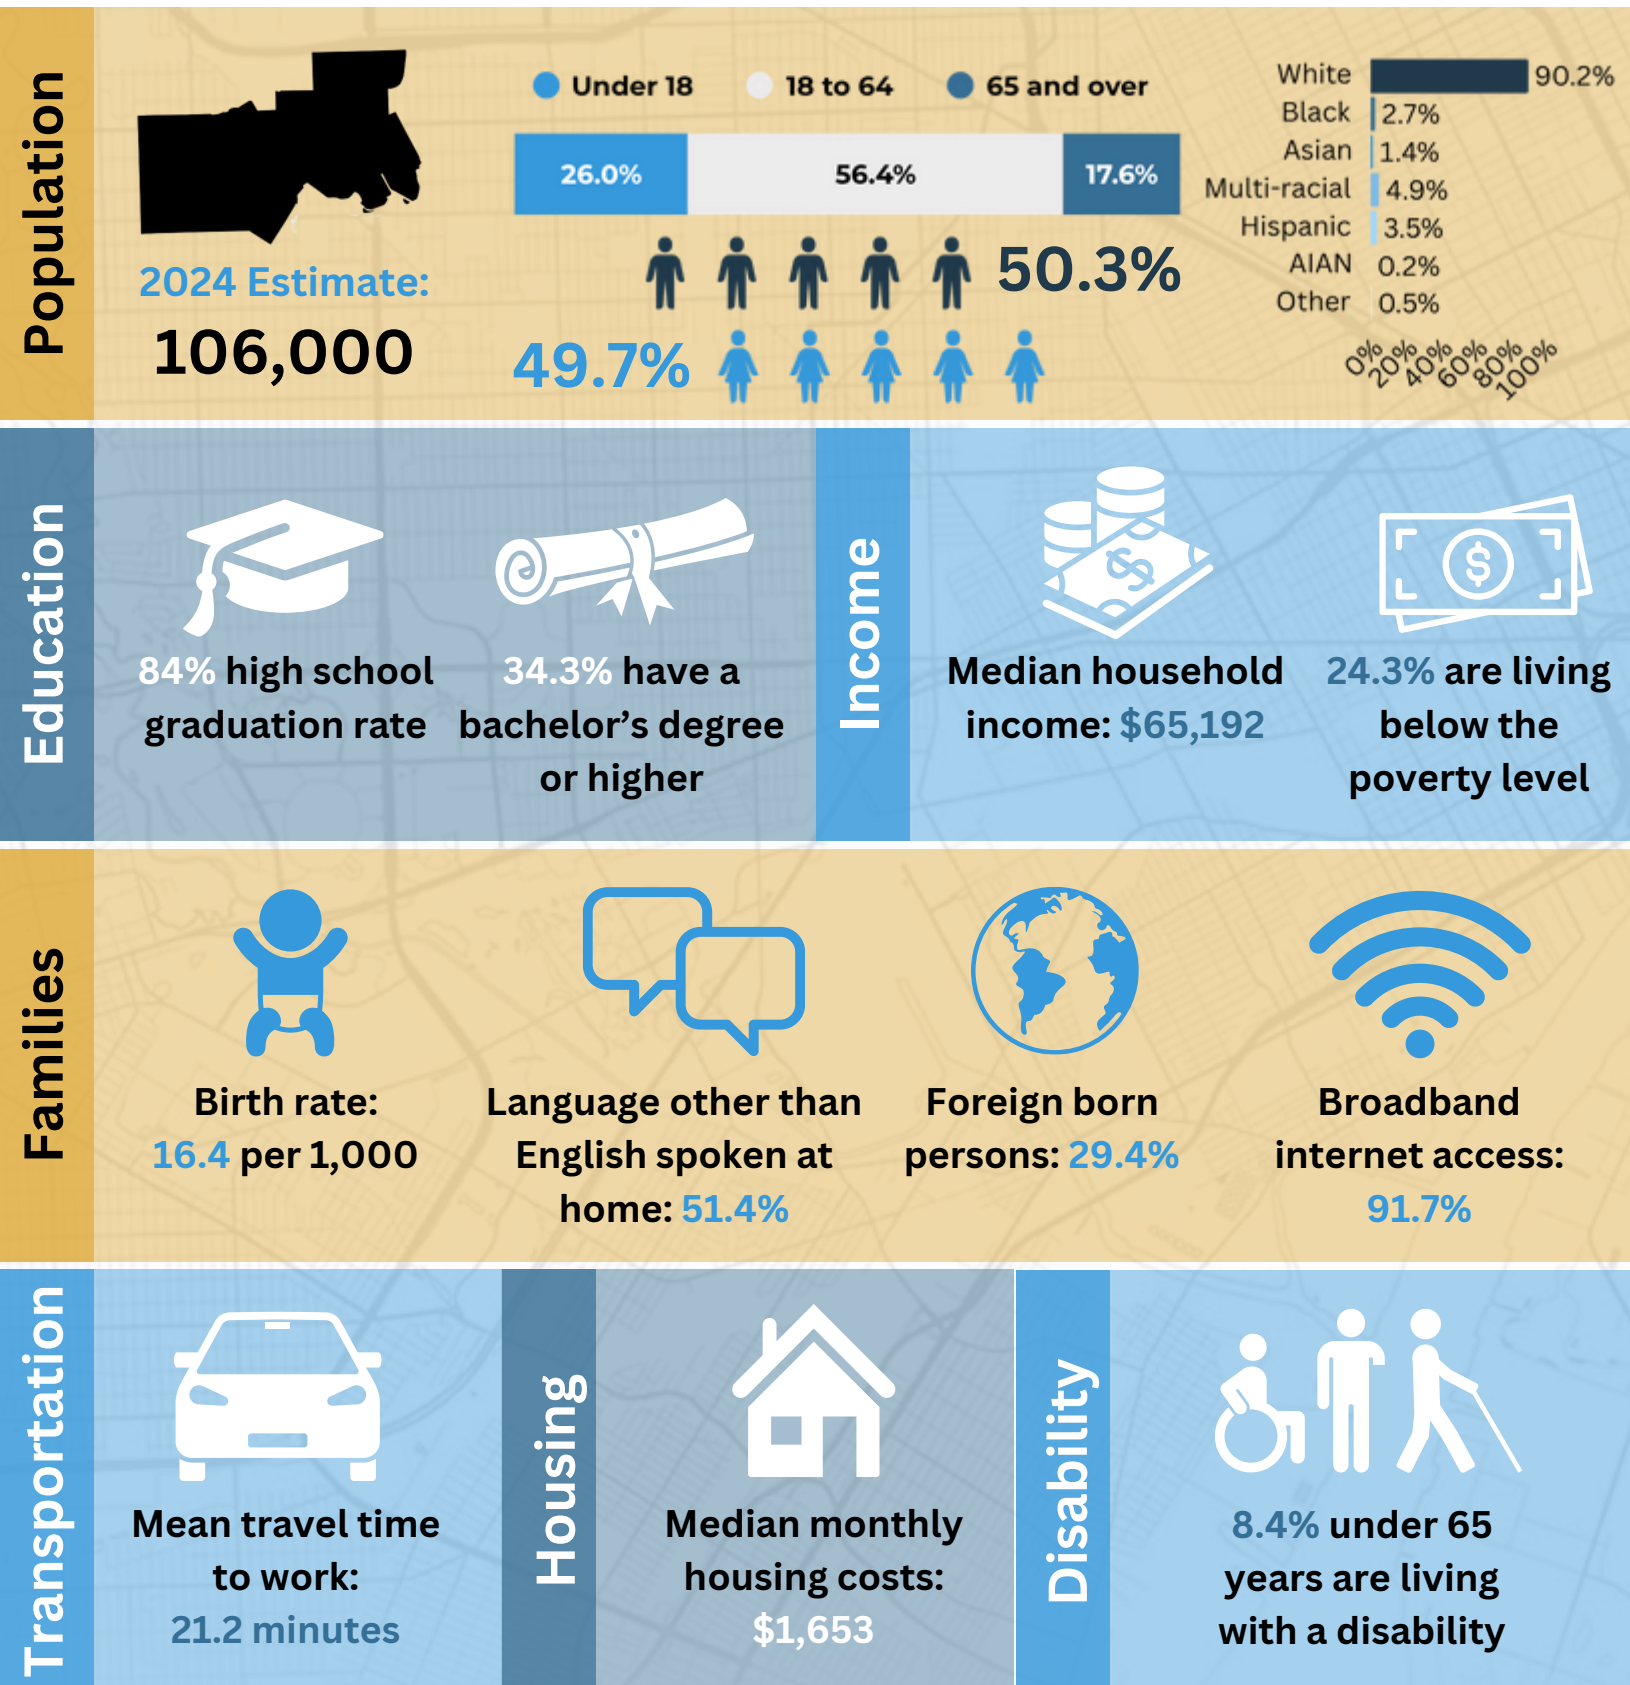 Population
2024 Estimate:
106,000
Under 18
18 to 64
65 and over
26.0%
56.4%
17.6%
50.3%
49.7%
White 90.2%
Black 2.7%
Asian 1.4%
Multi-racial 4.9%
Hispanic 3.5%
AIAN 0.2%
Other 0.5%
0% 20% 40% 60% 80% 100%
Education
84% high school
graduation rate
34.3% have a
bachelor’s degree
or higher
Income
Median household
income: $65,192
24.3% are living
below the
poverty level
Families
Birth rate:
16.4 per 1,000
Language other than
English spoken at
home: 51.4%
Foreign born
persons: 29.4%
Broadband
internet access:
91.7%
Transportation
Mean travel time
to work:
21.2 minutes
Housing
Median monthly
housing costs:
$1,653
Disability
8.4% under 65
years are living
with a disability